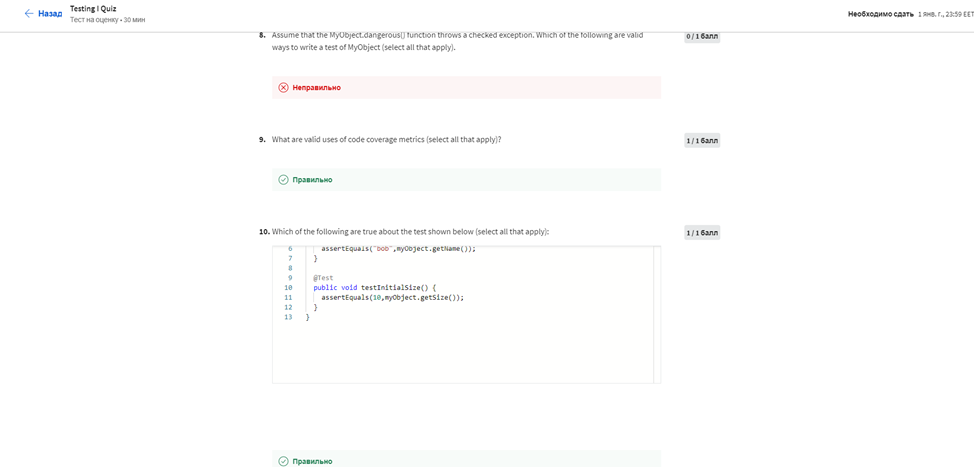 Назад
Testing I Quiz
Тест на оценку • 30 мин
Необходимо сдать 1 янв. г., 23:59 EET
8. Assume that the MyObject.dangerous() function throws a checked exception. Which of the following are valid
ways to write a test of MyObject (select all that apply).
0 / 1 балл
Неправильно
9. What are valid uses of code coverage metrics (select all that apply)?
1 / 1 балл
Правильно
10. Which of the following are true about the test shown below (select all that apply):
1 / 1 балл
6 assertEquals("bob",myObject.getName());
7 }
8
9 @Test
10 public void testInitialSize() {
11 assertEquals(10,myObject.getSize());
12 }
13 }
Правильно